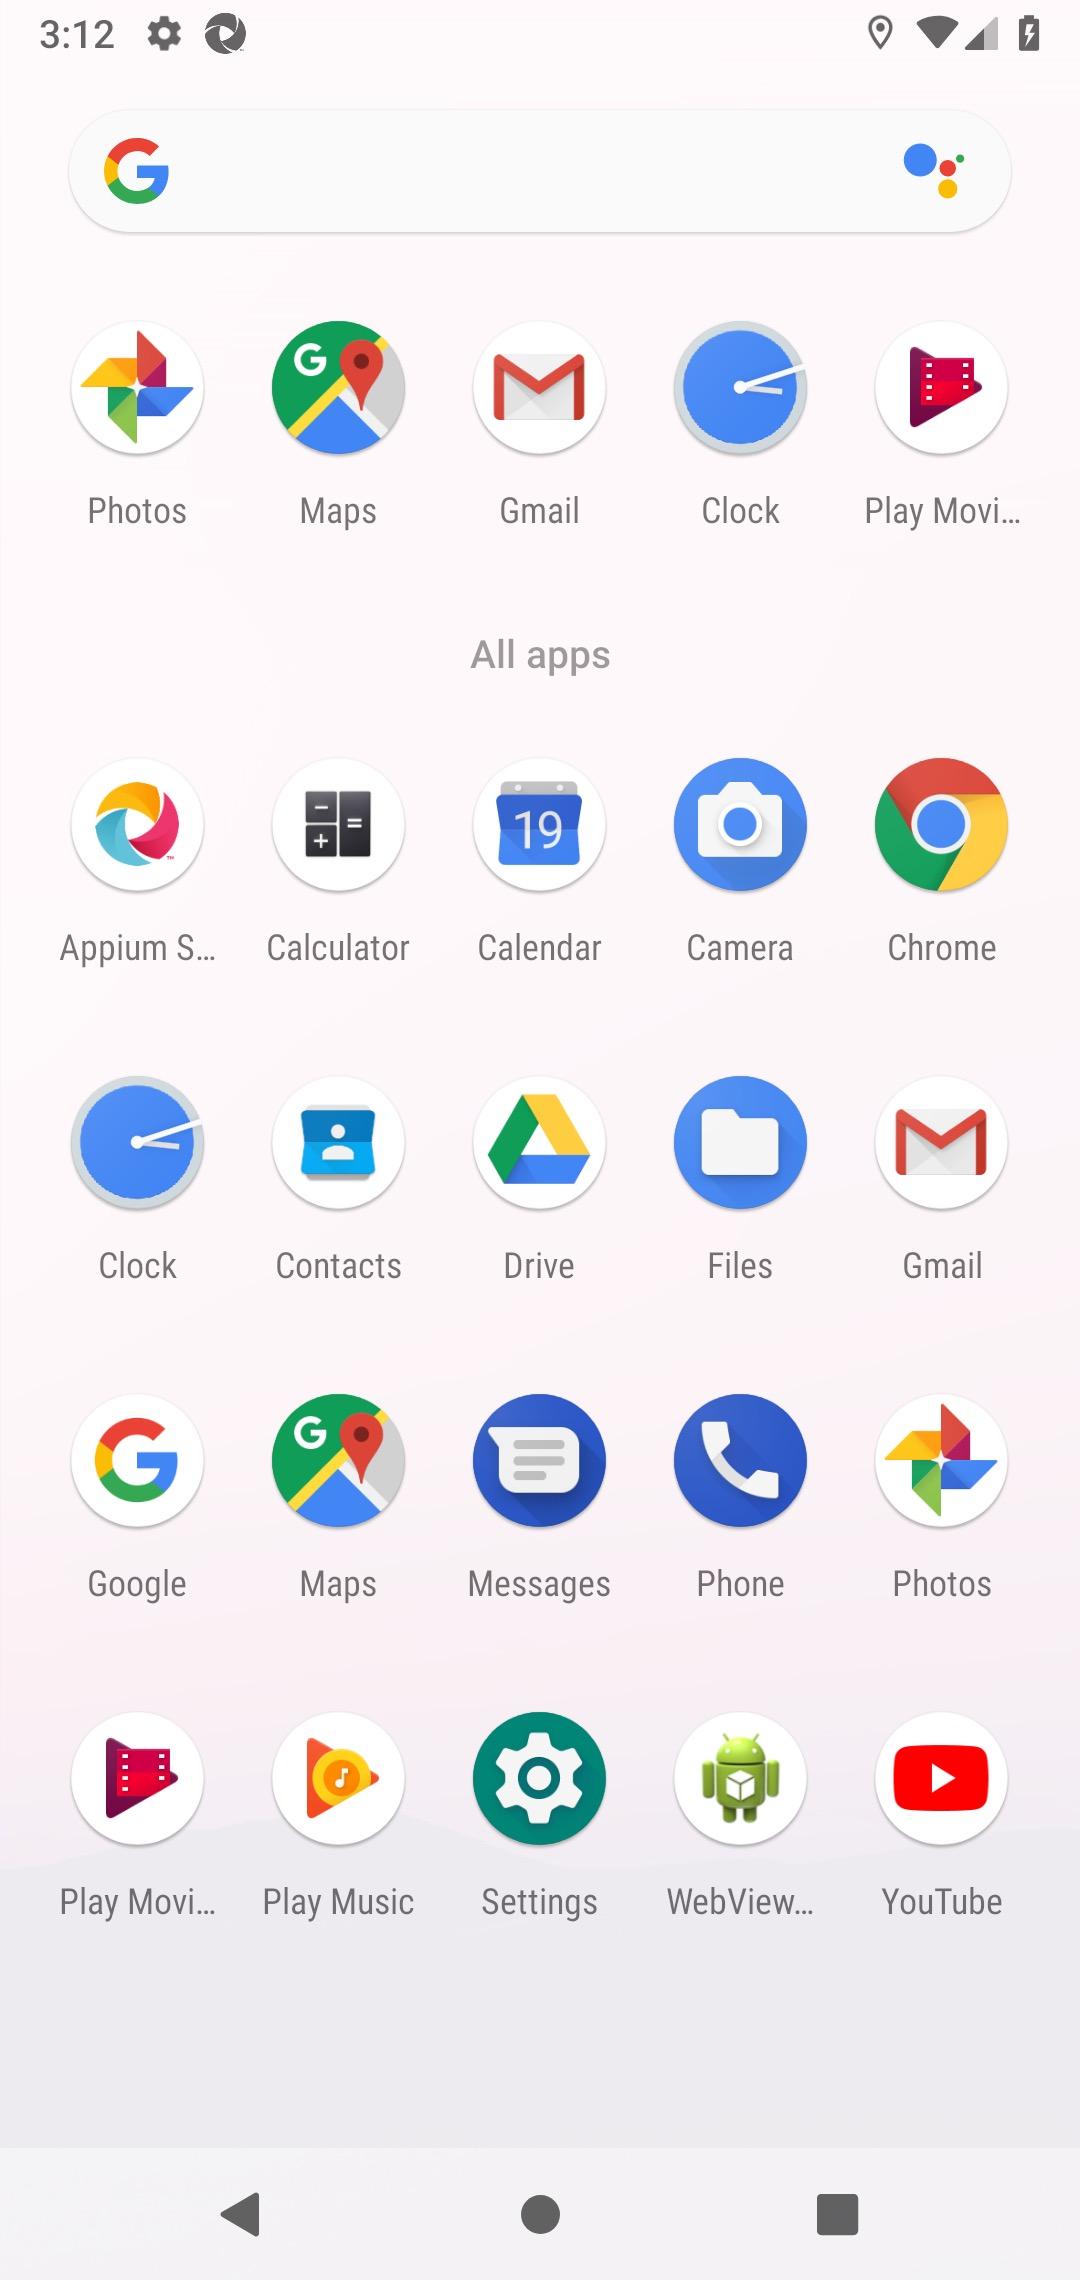 3:12
Photos
Maps
Gmail
Clock
Play Movi...
All apps
Appium S...
Calculator
19
Calendar
Camera
Chrome
Clock
Contacts
Drive
Files
Gmail
Google
Maps
Messages
Phone
Photos
Play Movi...
Play Music
Settings
WebView...
YouTube